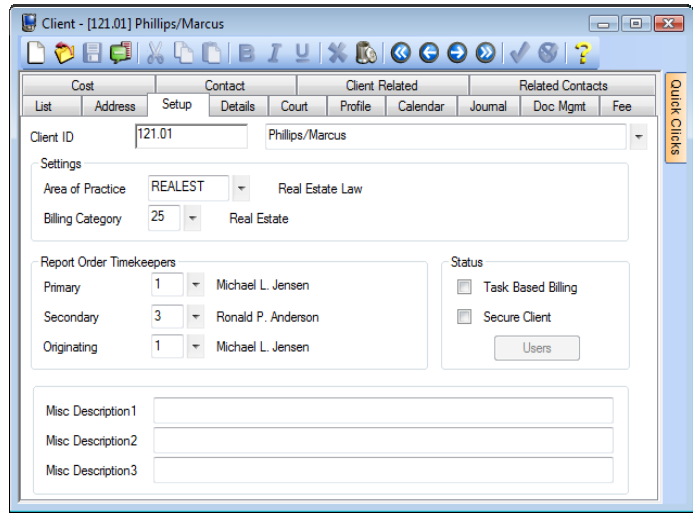 Client - [121.01] Phillips/Marcus
B I U
Cost Contact Client Related Related Contacts
List Address Setup Details Court Profile Calendar Journal Doc Mgmt Fee
Quick Clicks
Client ID 121.01 Phillips/Marcus
Settings
Area of Practice REALEST Real Estate Law
Billing Category 25 Real Estate
Report Order Timekeepers
Primary 1 Michael L. Jensen
Secondary 3 Ronald P. Anderson
Originating 1 Michael L. Jensen
Status
Task Based Billing
Secure Client
Users
Misc Description1
Misc Description2
Misc Description3